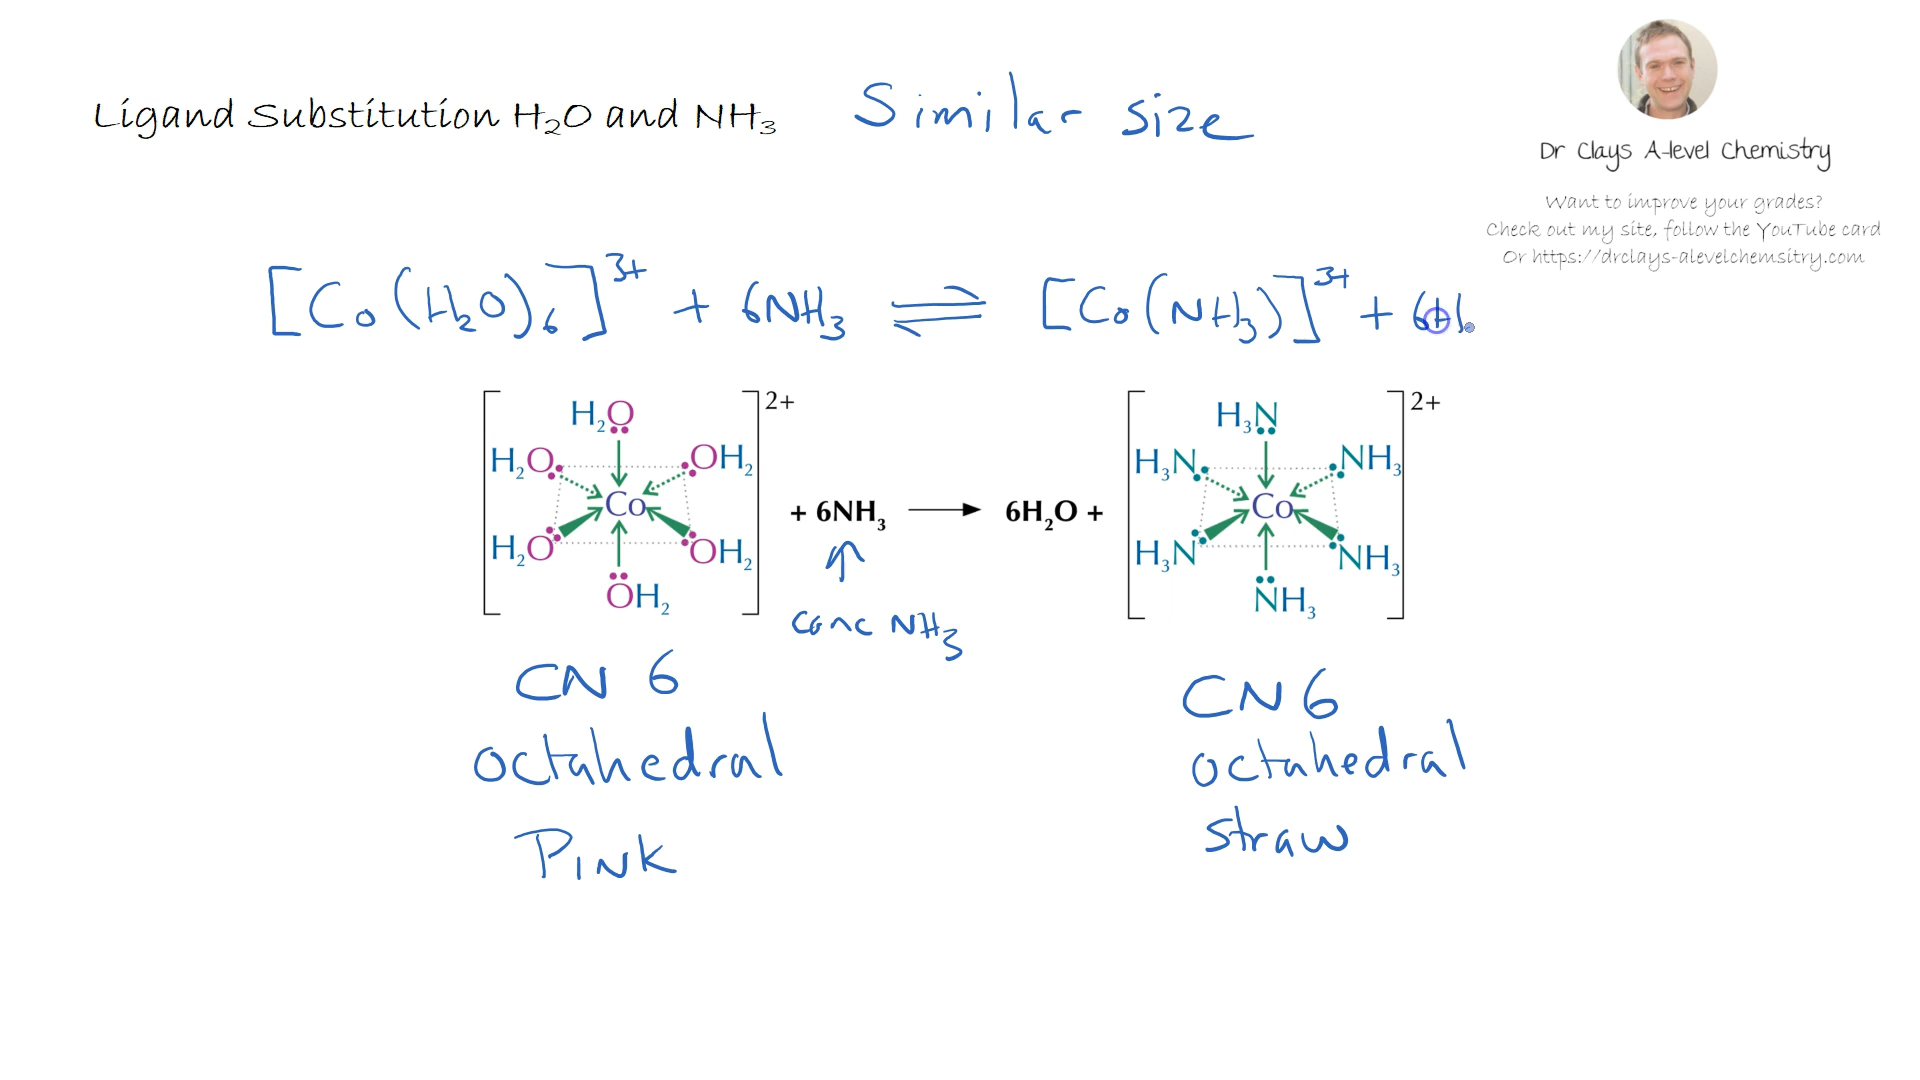 Ligand Substitution H₂O and NH₃ Similar size
Dr Clays A-level Chemistry
Want to improve your grades?
Check out my site, follow the YouTube card
Or https://drclays-alevelchemsitry.com
[Co(H₂O)₆]³⁺ + 6NH₃ ⇌ [Co(NH₃)]³⁺ + 6H
2+
H₂O
H₂O OH₂
Co
H₂O OH₂
OH₂
+ 6NH₃ → 6H₂O +
2+
H₃N
H₃N NH₃
Co
H₃N NH₃
NH₃
↑
conc NH₃
CN 6
octahedral
Pink
CN 6
octahedral
straw